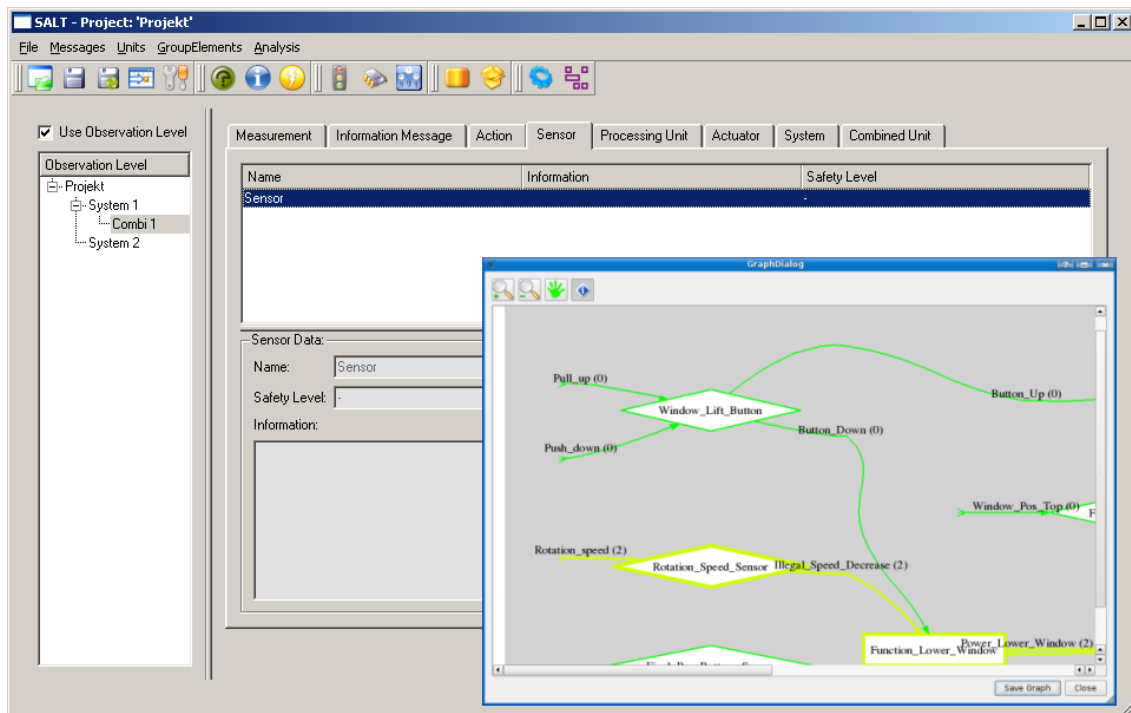 SALT - Project: 'Projekt'
File Messages Units GroupElements Analysis
Use Observation Level
Observation Level
Projekt
System 1
Combi 1
System 2
Measurement Information Message Action Sensor Processing Unit Actuator System Combined Unit
Name Information Safety Level
Sensor -
Sensor Data:
Name: Sensor
Safety Level: -
Information:
GraphDialog
Pull_up (0)
Button_Up (0)
Window_Lift_Button
Button_Down (0)
Push_down (0)
Window_Pos_Top (0)
F
Rotation_speed (2)
Rotation_Speed_Sensor Illegal_Speed_Decrease (2)
Power_Lower_Window (2)
Function_Lower_Window
Save Graph Close